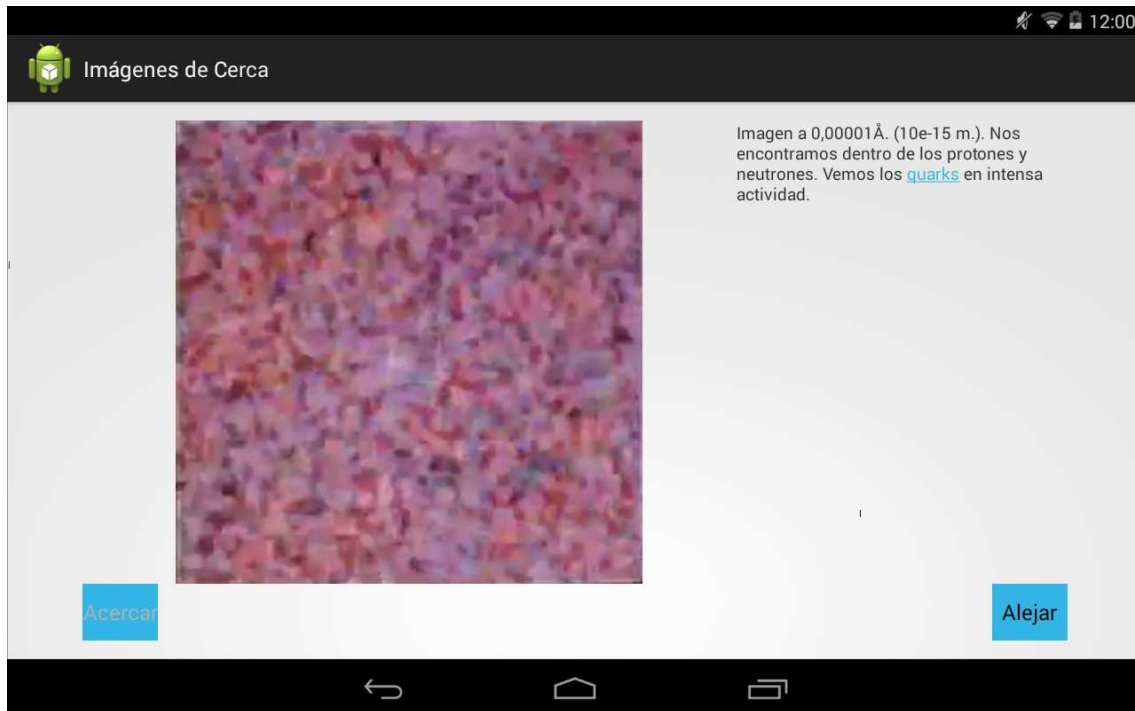 12:00
Imágenes de Cerca
Imagen a 0,00001Å. (10e-15 m.). Nos
encontramos dentro de los protones y
neutrones. Vemos los quarks en intensa
actividad.
Acercar
Alejar